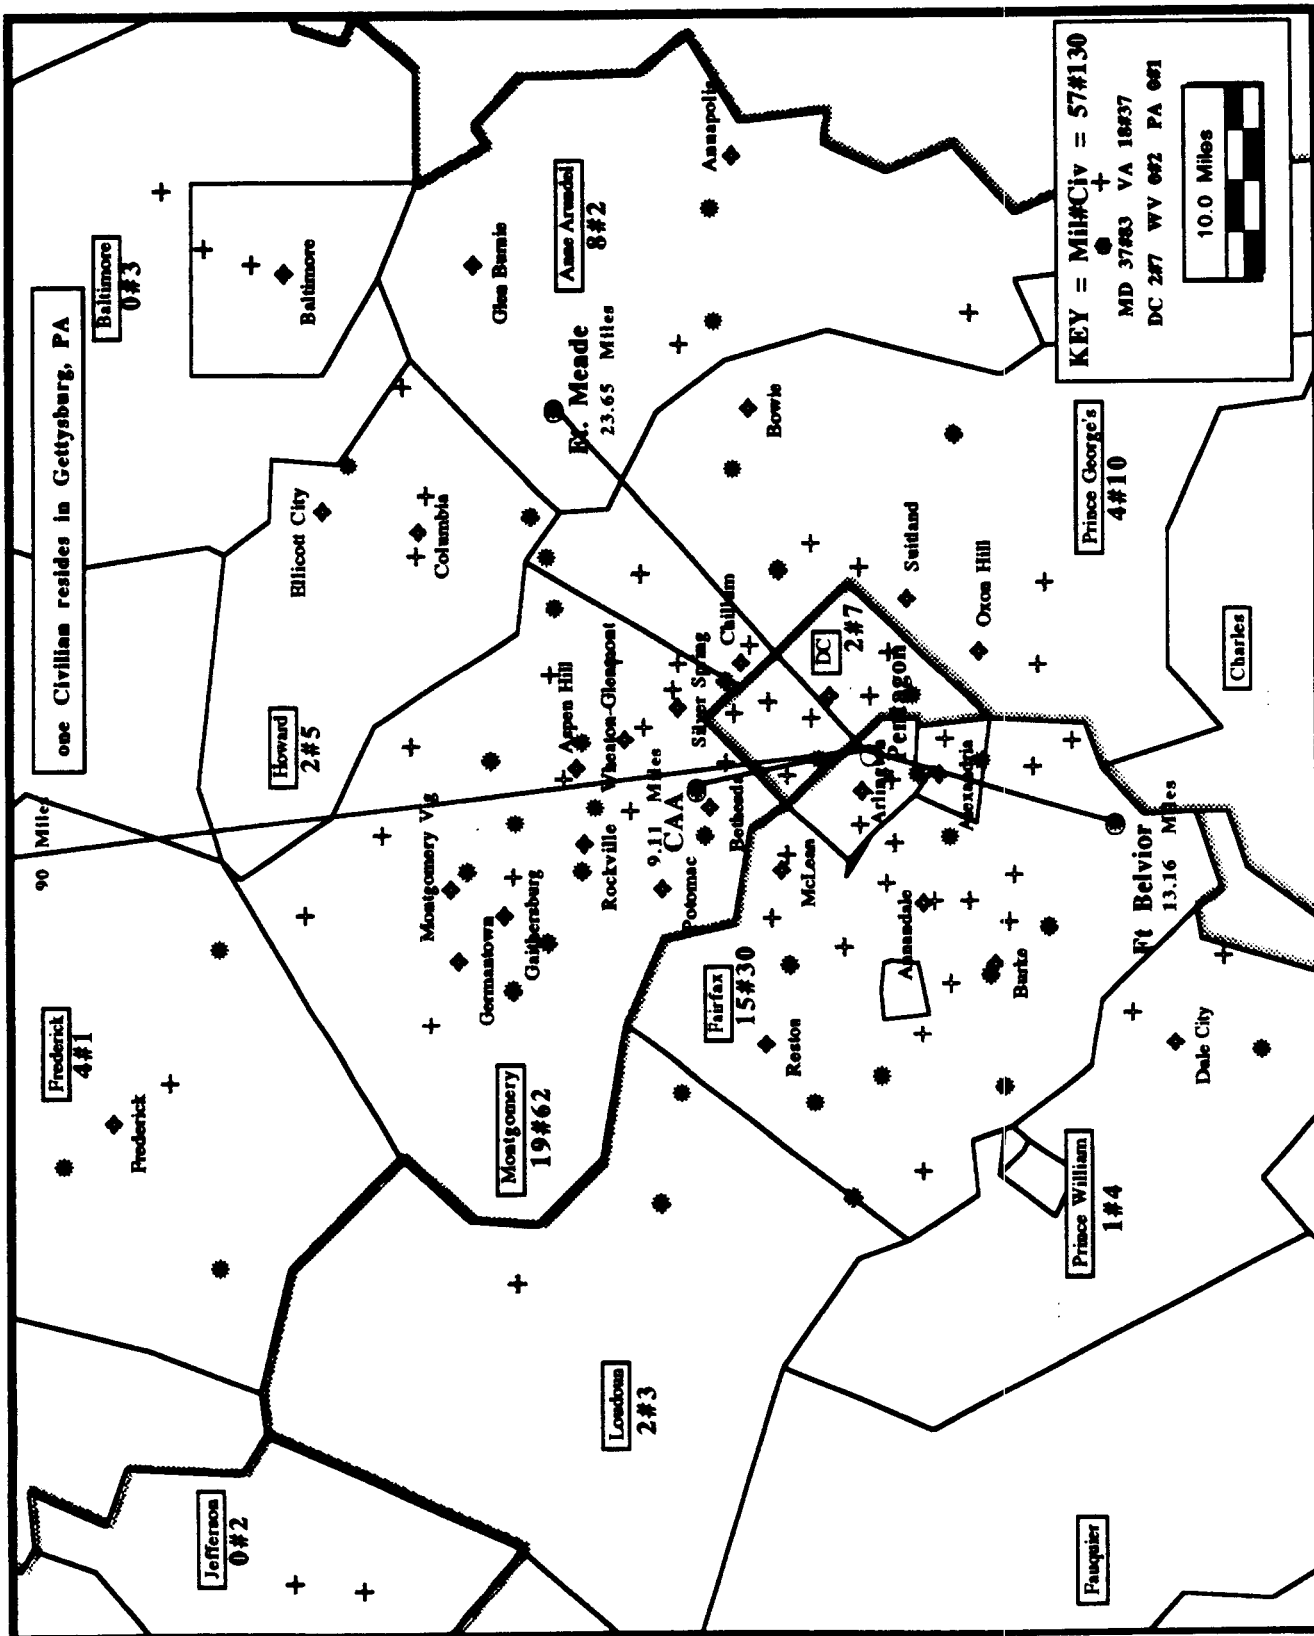 one Civilian resides in Gettysburg, PA
90 Miles
Baltimore
0#3
Baltimore
Frederick
4#1
Frederick
Jefferson
0#2
Howard
2#5
Ellicott City
Columbia
Glen Burnie
Anne Arundel
8#2
Ft. Meade
23.65 Miles
Annapolis
Bowie
Montgomery Vig
Germantown
Gaithersburg
Montgomery
19#62
Aspen Hill
Wheaton-Glenmont
Rockville
9.11 Miles
CAA
Potomac
Bethesda
Silver Spring
Chillum
DC
2#7
Suitland
Oxon Hill
Prince George's
4#10
Charles
Pentagon
Arlington
Alexandria
McLean
Fairfax
15#30
Reston
Annandale
Burke
Ft Belvior
13.16 Miles
Dale City
Prince William
1#4
Loudoun
2#3
Fauquier
KEY = Mil#Civ = 57#130
MD 37#83 VA 18#37
DC 2#7 WV 0#2 PA 0#1
10.0 Miles